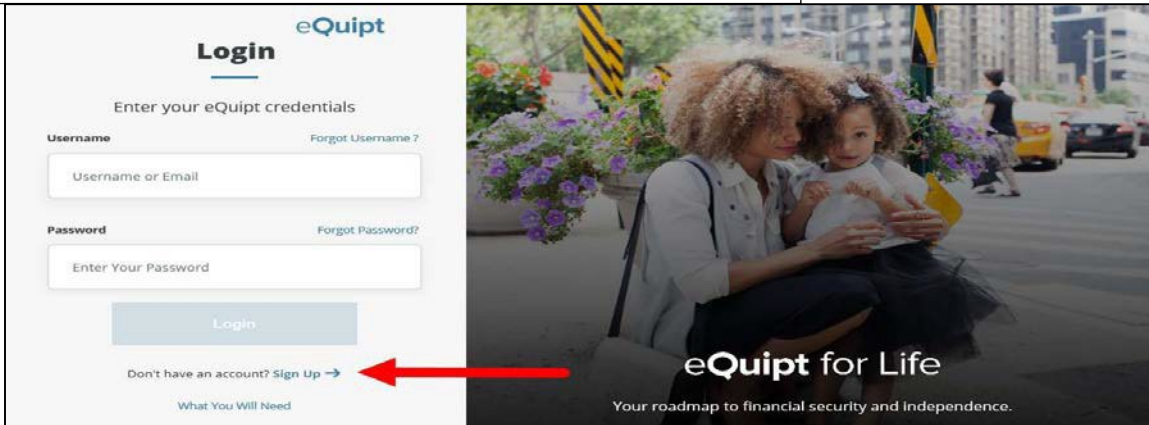 eQuipt
Login
Enter your eQuipt credentials
Username
Forgot Username ?
Username or Email
Password
Forgot Password?
Enter Your Password
Login
Don't have an account? Sign Up →
What You Will Need
eQuipt for Life
Your roadmap to financial security and independence.